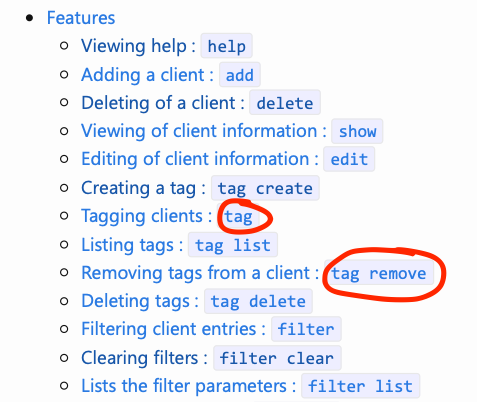 Features
Viewing help : help
Adding a client : add
Deleting of a client : delete
Viewing of client information : show
Editing of client information : edit
Creating a tag : tag create
Tagging clients : tag
Listing tags : tag list
Removing tags from a client : tag remove
Deleting tags : tag delete
Filtering client entries : filter
Clearing filters : filter clear
Lists the filter parameters : filter list